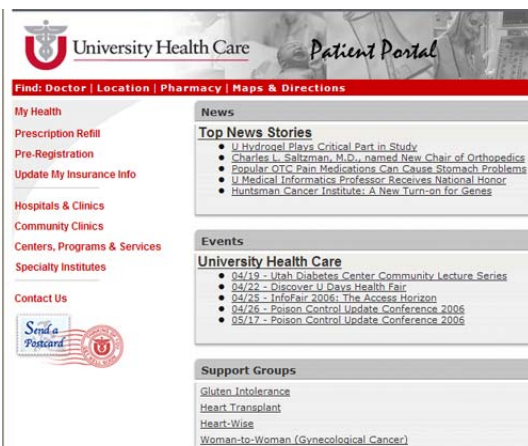 University Health Care
Patient Portal
Find: Doctor | Location | Pharmacy | Maps & Directions
My Health
Prescription Refill
Pre-Registration
Update My Insurance Info
Hospitals & Clinics
Community Clinics
Centers, Programs & Services
Specialty Institutes
Contact Us
Send a
Postcard
News
Top News Stories
U Hydrogel Plays Critical Part in Study
Charles L. Saltzman, M.D., named New Chair of Orthopedics
Popular OTC Pain Medications Can Cause Stomach Problems
U Medical Informatics Professor Receives National Honor
Huntsman Cancer Institute: A New Turn-on for Genes
Events
University Health Care
04/19 - Utah Diabetes Center Community Lecture Series
04/22 - Discover U Days Health Fair
04/25 - InfoFair 2006: The Access Horizon
04/26 - Poison Control Update Conference 2006
05/17 - Poison Control Update Conference 2006
Support Groups
Gluten Intolerance
Heart Transplant
Heart-Wise
Woman-to-Woman (Gynecological Cancer)